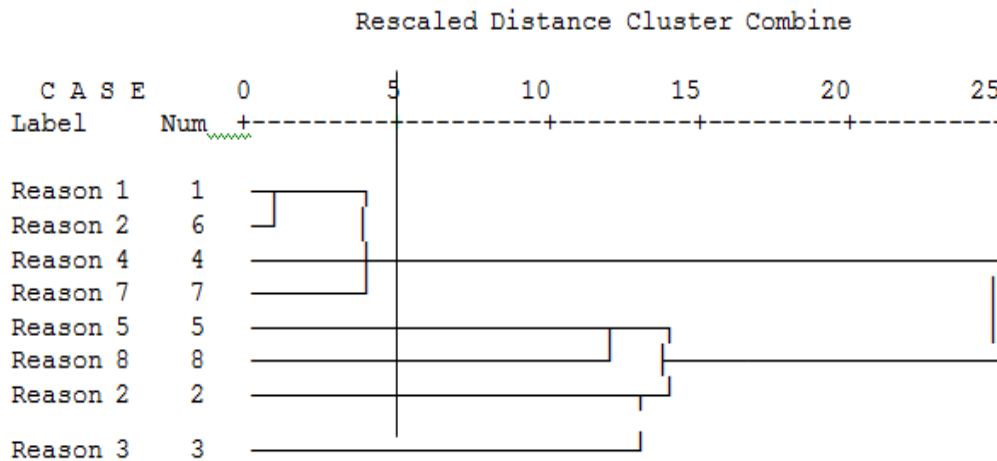 Rescaled Distance Cluster Combine
C A S E 0 5 10 15 20 25
Label Num +---------+---------+---------+---------+---------
Reason 1 1
Reason 2 6
Reason 4 4
Reason 7 7
Reason 5 5
Reason 8 8
Reason 2 2
Reason 3 3